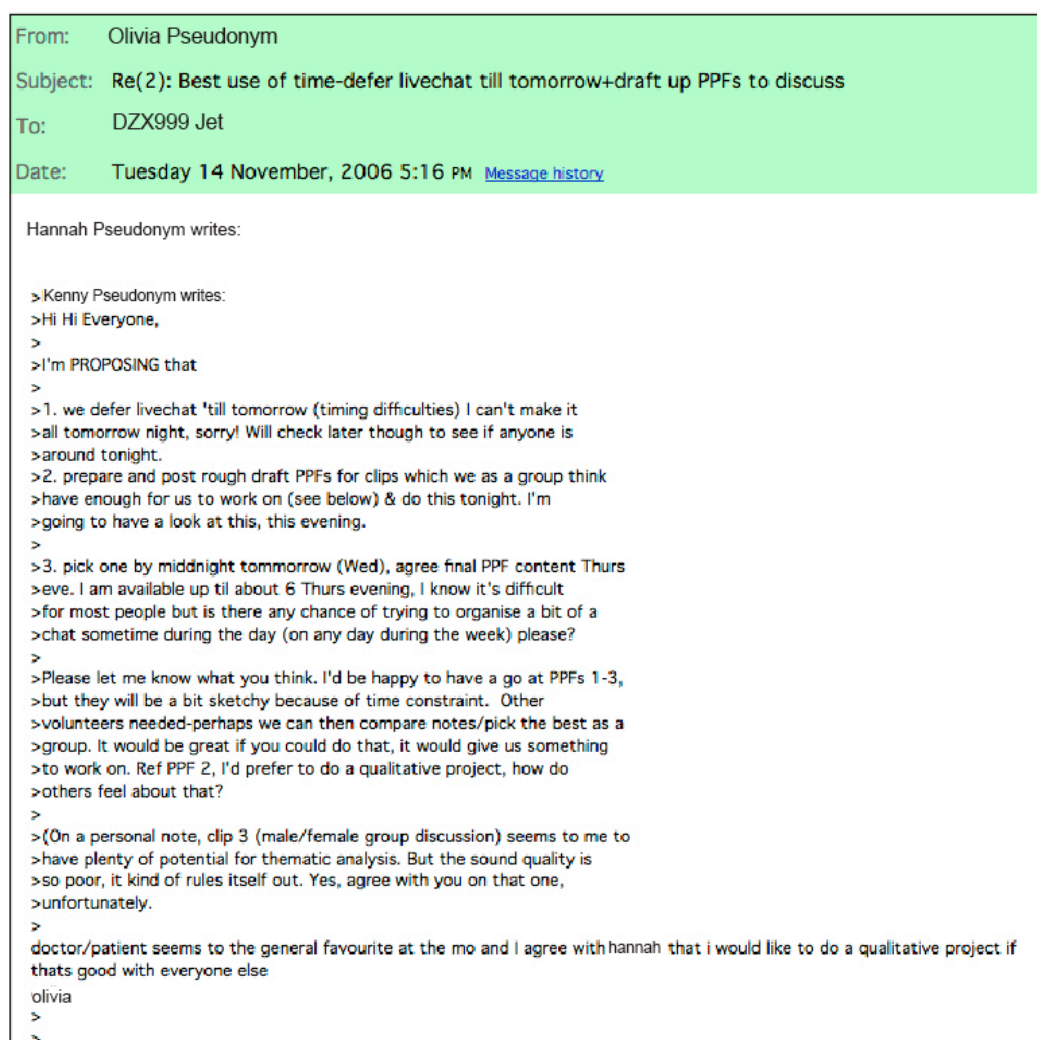 From: Olivia Pseudonym
Subject: Re(2): Best use of time-defer livechat till tomorrow+draft up PPFs to discuss
To: DZX999 Jet
Date: Tuesday 14 November, 2006 5:16 PM Message history
Hannah Pseudonym writes:
>Kenny Pseudonym writes:
>Hi Hi Everyone,
>
>I'm PROPOSING that
>
>1. we defer livechat 'till tomorrow (timing difficulties) I can't make it
>all tomorrow night, sorry! Will check later though to see if anyone is
>around tonight.
>2. prepare and post rough draft PPFs for clips which we as a group think
>have enough for us to work on (see below) & do this tonight. I'm
>going to have a look at this, this evening.
>
>3. pick one by middnight tommorrow (Wed), agree final PPF content Thurs
>eve. I am available up til about 6 Thurs evening, I know it's difficult
>for most people but is there any chance of trying to organise a bit of a
>chat sometime during the day (on any day during the week) please?
>
>Please let me know what you think. I'd be happy to have a go at PPFs 1-3,
>but they will be a bit sketchy because of time constraint. Other
>volunteers needed-perhaps we can then compare notes/pick the best as a
>group. It would be great if you could do that, it would give us something
>to work on. Ref PPF 2, I'd prefer to do a qualitative project, how do
>others feel about that?
>
>(On a personal note, clip 3 (male/female group discussion) seems to me to
>have plenty of potential for thematic analysis. But the sound quality is
>so poor, it kind of rules itself out. Yes, agree with you on that one,
>unfortunately.
>
doctor/patient seems to the general favourite at the mo and I agree with hannah that i would like to do a qualitative project if
thats good with everyone else
olivia
>
>